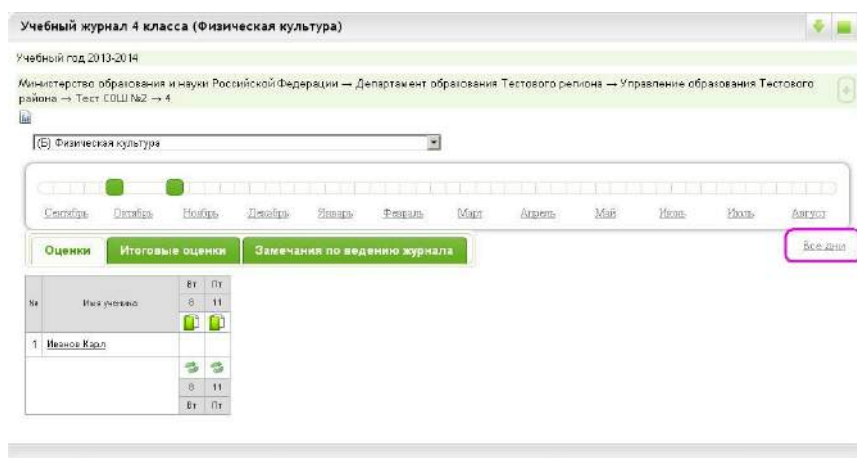 Учебный журнал 4 класса (Физическая культура)
Учебный год 2013-2014
Министерство образования и науки Российской Федерации → Департамент образования Тестового региона → Управление образования Тестового
района → Тест СОШ №2 → 4
(Б) Физическая культура
Сентябрь Октябрь Ноябрь Декабрь Январь Февраль Март Апрель Май Июнь Июль Август
Оценки Итоговые оценки Замечания по ведению журнала Все дни
Вт Пт
№ Имя ученика 8 11
1 Иванов Карл
8 11
Вт Пт